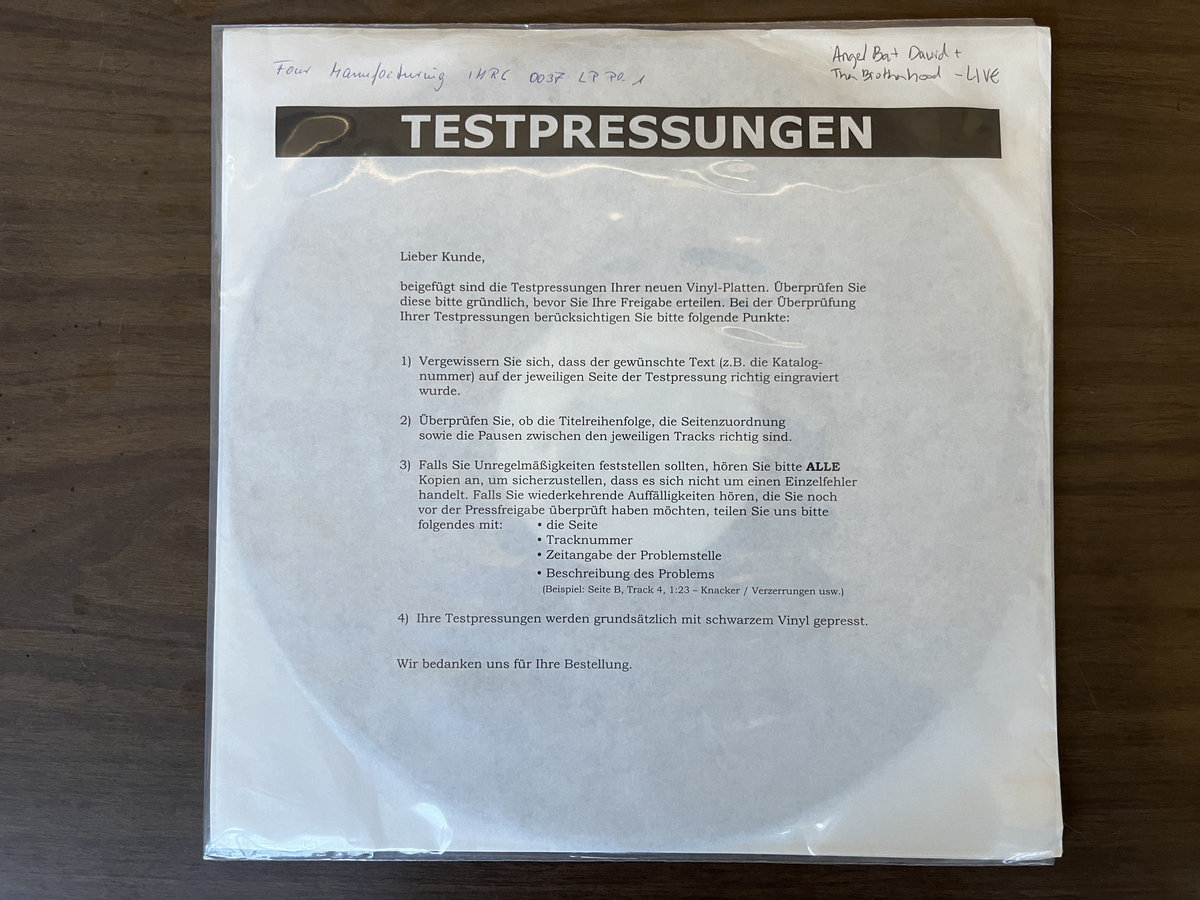 Four Manufacturing IARC 0037 LP PO. 1
Angel Bat Dawid +
Tha Brothahood - LIVE
TESTPRESSUNGEN
Lieber Kunde,
beigefügt sind die Testpressungen Ihrer neuen Vinyl-Platten. Überprüfen Sie
diese bitte gründlich, bevor Sie Ihre Freigabe erteilen. Bei der Überprüfung
Ihrer Testpressungen berücksichtigen Sie bitte folgende Punkte:
1) Vergewissern Sie sich, dass der gewünschte Text (z.B. die Katalog-
nummer) auf der jeweiligen Seite der Testpressung richtig eingraviert
wurde.
2) Überprüfen Sie, ob die Titelreihenfolge, die Seitenzuordnung
sowie die Pausen zwischen den jeweiligen Tracks richtig sind.
3) Falls Sie Unregelmäßigkeiten feststellen sollten, hören Sie bitte ALLE
Kopien an, um sicherzustellen, dass es sich nicht um einen Einzelfehler
handelt. Falls Sie wiederkehrende Auffälligkeiten hören, die Sie noch
vor der Pressfreigabe überprüft haben möchten, teilen Sie uns bitte
folgendes mit: • die Seite
• Tracknummer
• Zeitangabe der Problemstelle
• Beschreibung des Problems
(Beispiel: Seite B, Track 4, 1:23 – Knacker / Verzerrungen usw.)
4) Ihre Testpressungen werden grundsätzlich mit schwarzem Vinyl gepresst.
Wir bedanken uns für Ihre Bestellung.